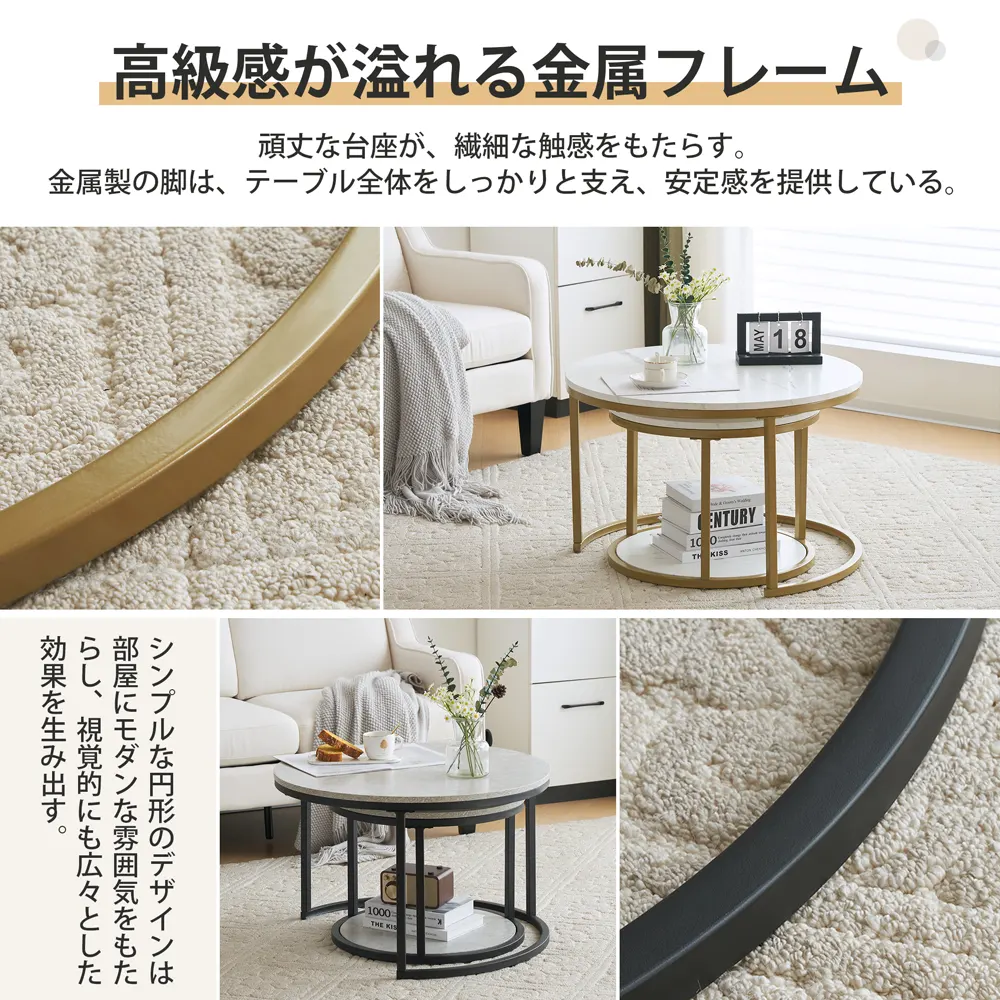 高級感が溢れる金属フレーム
頑丈な台座が、繊細な触感をもたらす。
金属製の脚は、テーブル全体をしっかりと支え、安定感を提供している。
MAY 1 8
CENTURY
THE KISS
シンプルな円形のデザインは
部屋にモダンな雰囲気をもた
らし、視覚的にも広々とした
効果を生み出す。
1000
THE KIS